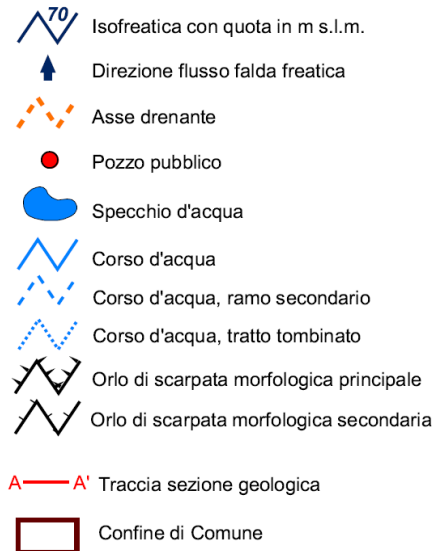 70
Isofreatica con quota in m s.l.m.
Direzione flusso falda freatica
Asse drenante
Pozzo pubblico
Specchio d'acqua
Corso d'acqua
Corso d'acqua, ramo secondario
Corso d'acqua, tratto tombinato
Orlo di scarpata morfologica principale
Orlo di scarpata morfologica secondaria
A A' Traccia sezione geologica
Confine di Comune